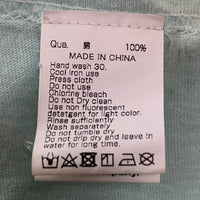 Qua. 綿 100%
MADE IN CHINA
Hand wash 30.
Cool iron use
Press cloth
Do not Dry clean
Chlorine bleach
Do not use
Use non fluorescent
detetgent for light color.
Rinse sufficiently
Wash separately
Do not tumble dry
Do not drip dry and leave in
water for long time.